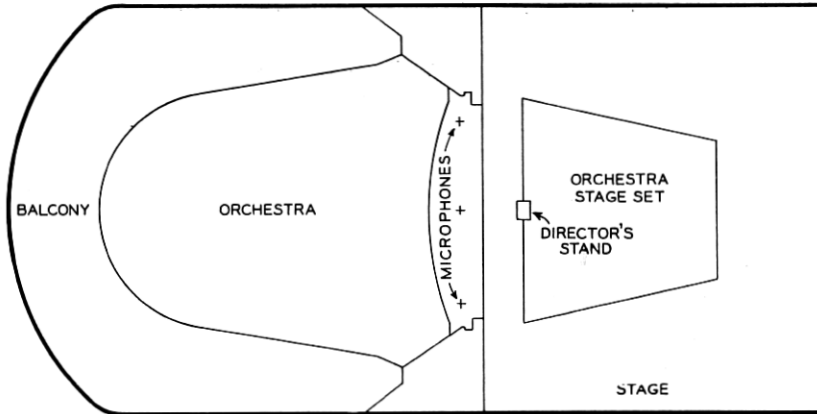 BALCONY
ORCHESTRA
MICROPHONES
ORCHESTRA
STAGE SET
DIRECTOR'S
STAND
STAGE